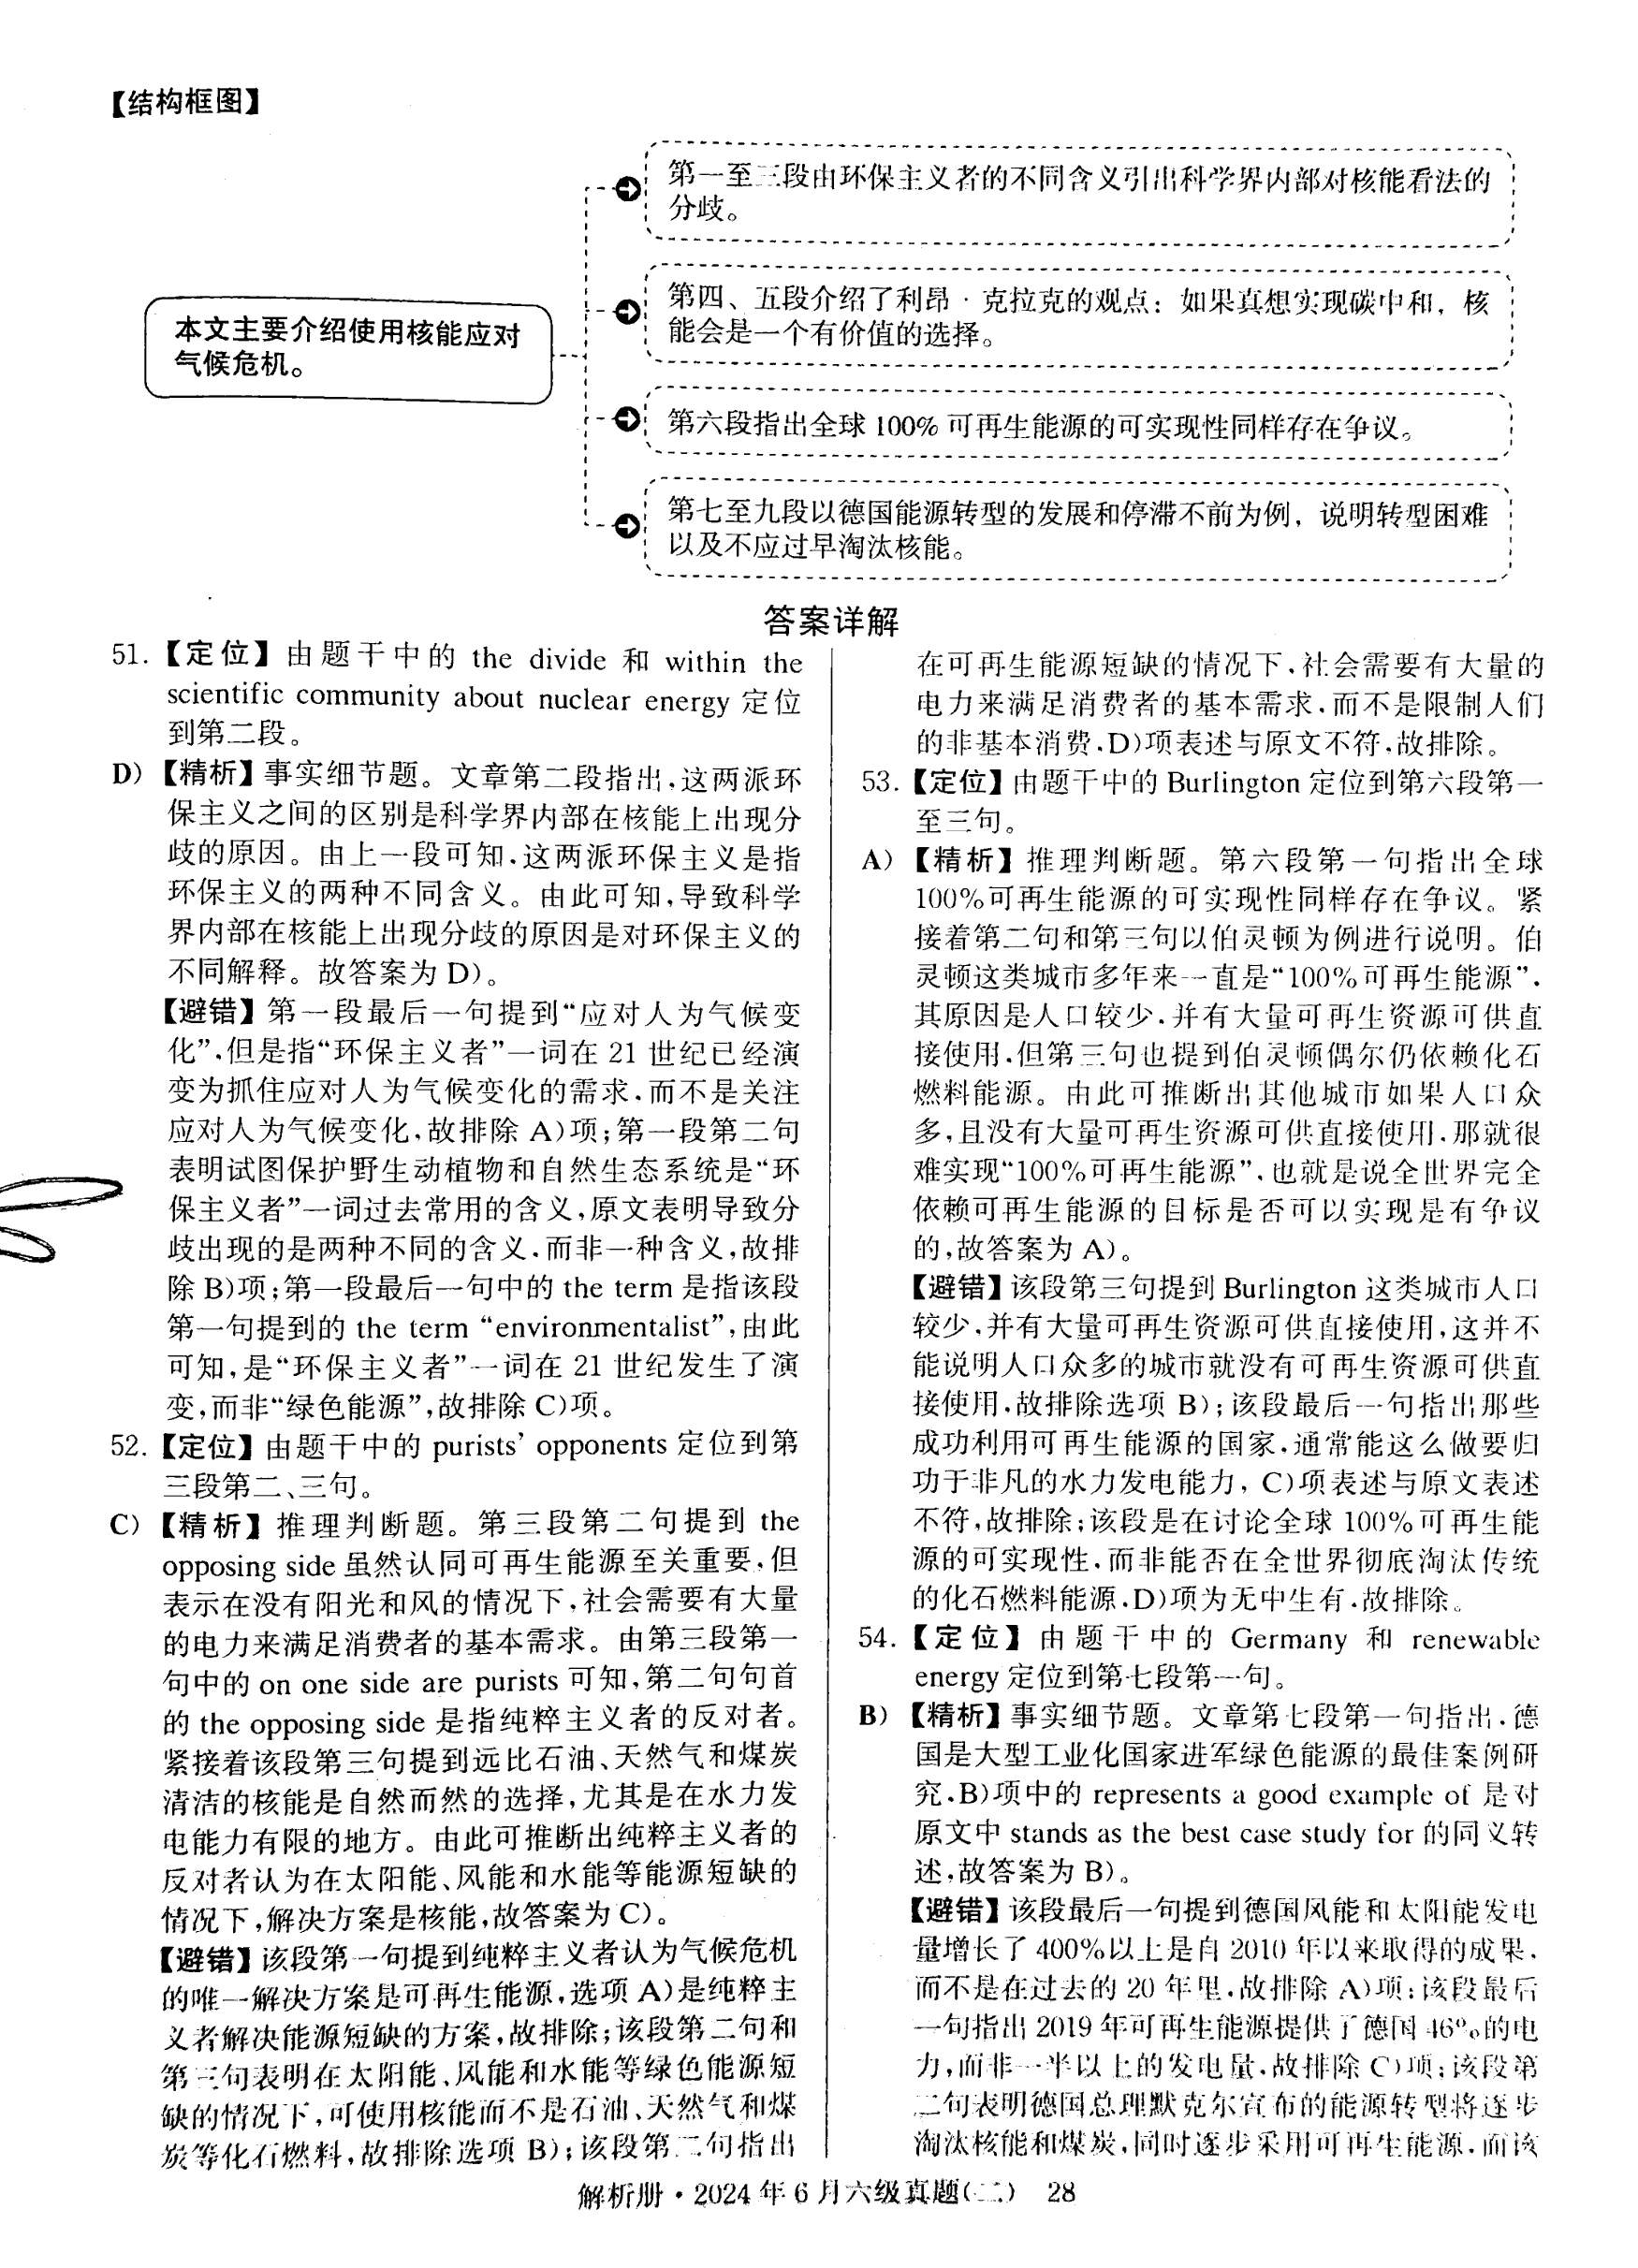 【结构框图】
第一至三段由环保主义者的不同含义引出科学界内部对核能看法的
分歧。
第四、五段介绍了利昂·克拉克的观点：如果真想实现碳中和，核
能会是一个有价值的选择。
本文主要介绍使用核能应对
气候危机。
第六段指出全球 100% 可再生能源的可实现性同样存在争议。
第七至九段以德国能源转型的发展和停滞不前为例，说明转型困难
以及不应过早淘汰核能。
答案详解
51.【定位】由题干中的 the divide 和 within the
scientific community about nuclear energy 定位
到第二段。
D)【精析】事实细节题。文章第二段指出，这两派环
保主义之间的区别是科学界内部在核能上出现分
歧的原因。由上一段可知，这两派环保主义是指
环保主义的两种不同含义。由此可知，导致科学
界内部在核能上出现分歧的原因是对环保主义的
不同解释。故答案为 D)。
【避错】第一段最后一句提到“应对人为气候变
化”，但是指“环保主义者”一词在 21 世纪已经演
变为抓住应对人为气候变化的需求，而不是关注
应对人为气候变化，故排除 A)项；第一段第二句
表明试图保护野生动植物和自然生态系统是“环
保主义者”一词过去常用的含义，原文表明导致分
歧出现的是两种不同的含义，而非一种含义，故排
除 B)项；第一段最后一句中的 the term 是指该段
第一句提到的 the term “environmentalist”，由此
可知，是“环保主义者”一词在 21 世纪发生了演
变，而非“绿色能源”，故排除 C)项。
52.【定位】由题干中的 purists’ opponents 定位到第
三段第二、三句。
C)【精析】推理判断题。第三段第二句提到 the
opposing side 虽然认同可再生能源至关重要，但
表示在没有阳光和风的情况下，社会需要有大量
的电力来满足消费者的基本需求。由第三段第一
句中的 on one side are purists 可知，第二句句首
的 the opposing side 是指纯粹主义者的反对者。
紧接着该段第三句提到远比石油、天然气和煤炭
清洁的核能是自然而然的选择，尤其是在水力发
电能力有限的地方。由此可推断出纯粹主义者的
反对者认为在太阳能、风能和水能等能源短缺的
情况下，解决方案是核能，故答案为 C)。
【避错】该段第一句提到纯粹主义者认为气候危机
的唯一解决方案是可再生能源，选项 A)是纯粹主
义者解决能源短缺的方案，故排除；该段第二句和
第三句表明在太阳能、风能和水能等绿色能源短
缺的情况下，可使用核能而不是石油、天然气和煤
炭等化石燃料，故排除选项 B)；该段第二句指出
在可再生能源短缺的情况下，社会需要有大量的
电力来满足消费者的基本需求，而不是限制人们
的非基本消费，D)项表述与原文不符，故排除。
53.【定位】由题干中的 Burlington 定位到第六段第一
至三句。
A)【精析】推理判断题。第六段第一句指出全球
100%可再生能源的可实现性同样存在争议。紧
接着第二句和第三句以伯灵顿为例进行说明。伯
灵顿这类城市多年来一直是“100%可再生能源”，
其原因是人口较少，并有大量可再生资源可供直
接使用，但第三句也提到伯灵顿偶尔仍依赖化石
燃料能源。由此可推断出其他城市如果人口众
多，且没有大量可再生资源可供直接使用，那就很
难实现“100%可再生能源”，也就是说全世界完全
依赖可再生能源的目标是否可以实现是有争议
的，故答案为 A)。
【避错】该段第三句提到 Burlington 这类城市人口
较少，并有大量可再生资源可供直接使用，这并不
能说明人口众多的城市就没有可再生资源可供直
接使用，故排除选项 B)；该段最后一句指出那些
成功利用可再生能源的国家，通常能这么做要归
功于非凡的水力发电能力，C)项表述与原文表述
不符，故排除；该段是在讨论全球 100%可再生能
源的可实现性，而非能否在全世界彻底淘汰传统
的化石燃料能源，D)项为无中生有，故排除。
54.【定位】由题干中的 Germany 和 renewable
energy 定位到第七段第一句。
B)【精析】事实细节题。文章第七段第一句指出，德
国是大型工业化国家进军绿色能源的最佳案例研
究，B)项中的 represents a good example of 是对
原文中 stands as the best case study for 的同义转
述，故答案为 B)。
【避错】该段最后一句提到德国风能和太阳能发电
量增长了 400%以上是自 2010 年以来取得的成果，
而不是在过去的 20 年里，故排除 A)项；该段最后
一句指出 2019 年可再生能源提供了德国 46%的电
力，而非一半以上的发电量，故排除 C)项；该段第
二句表明德国总理默克尔宣布的能源转型将逐步
淘汰核能和煤炭，同时逐步采用可再生能源，而该
解析册·2024 年 6 月六级真题(二) 28